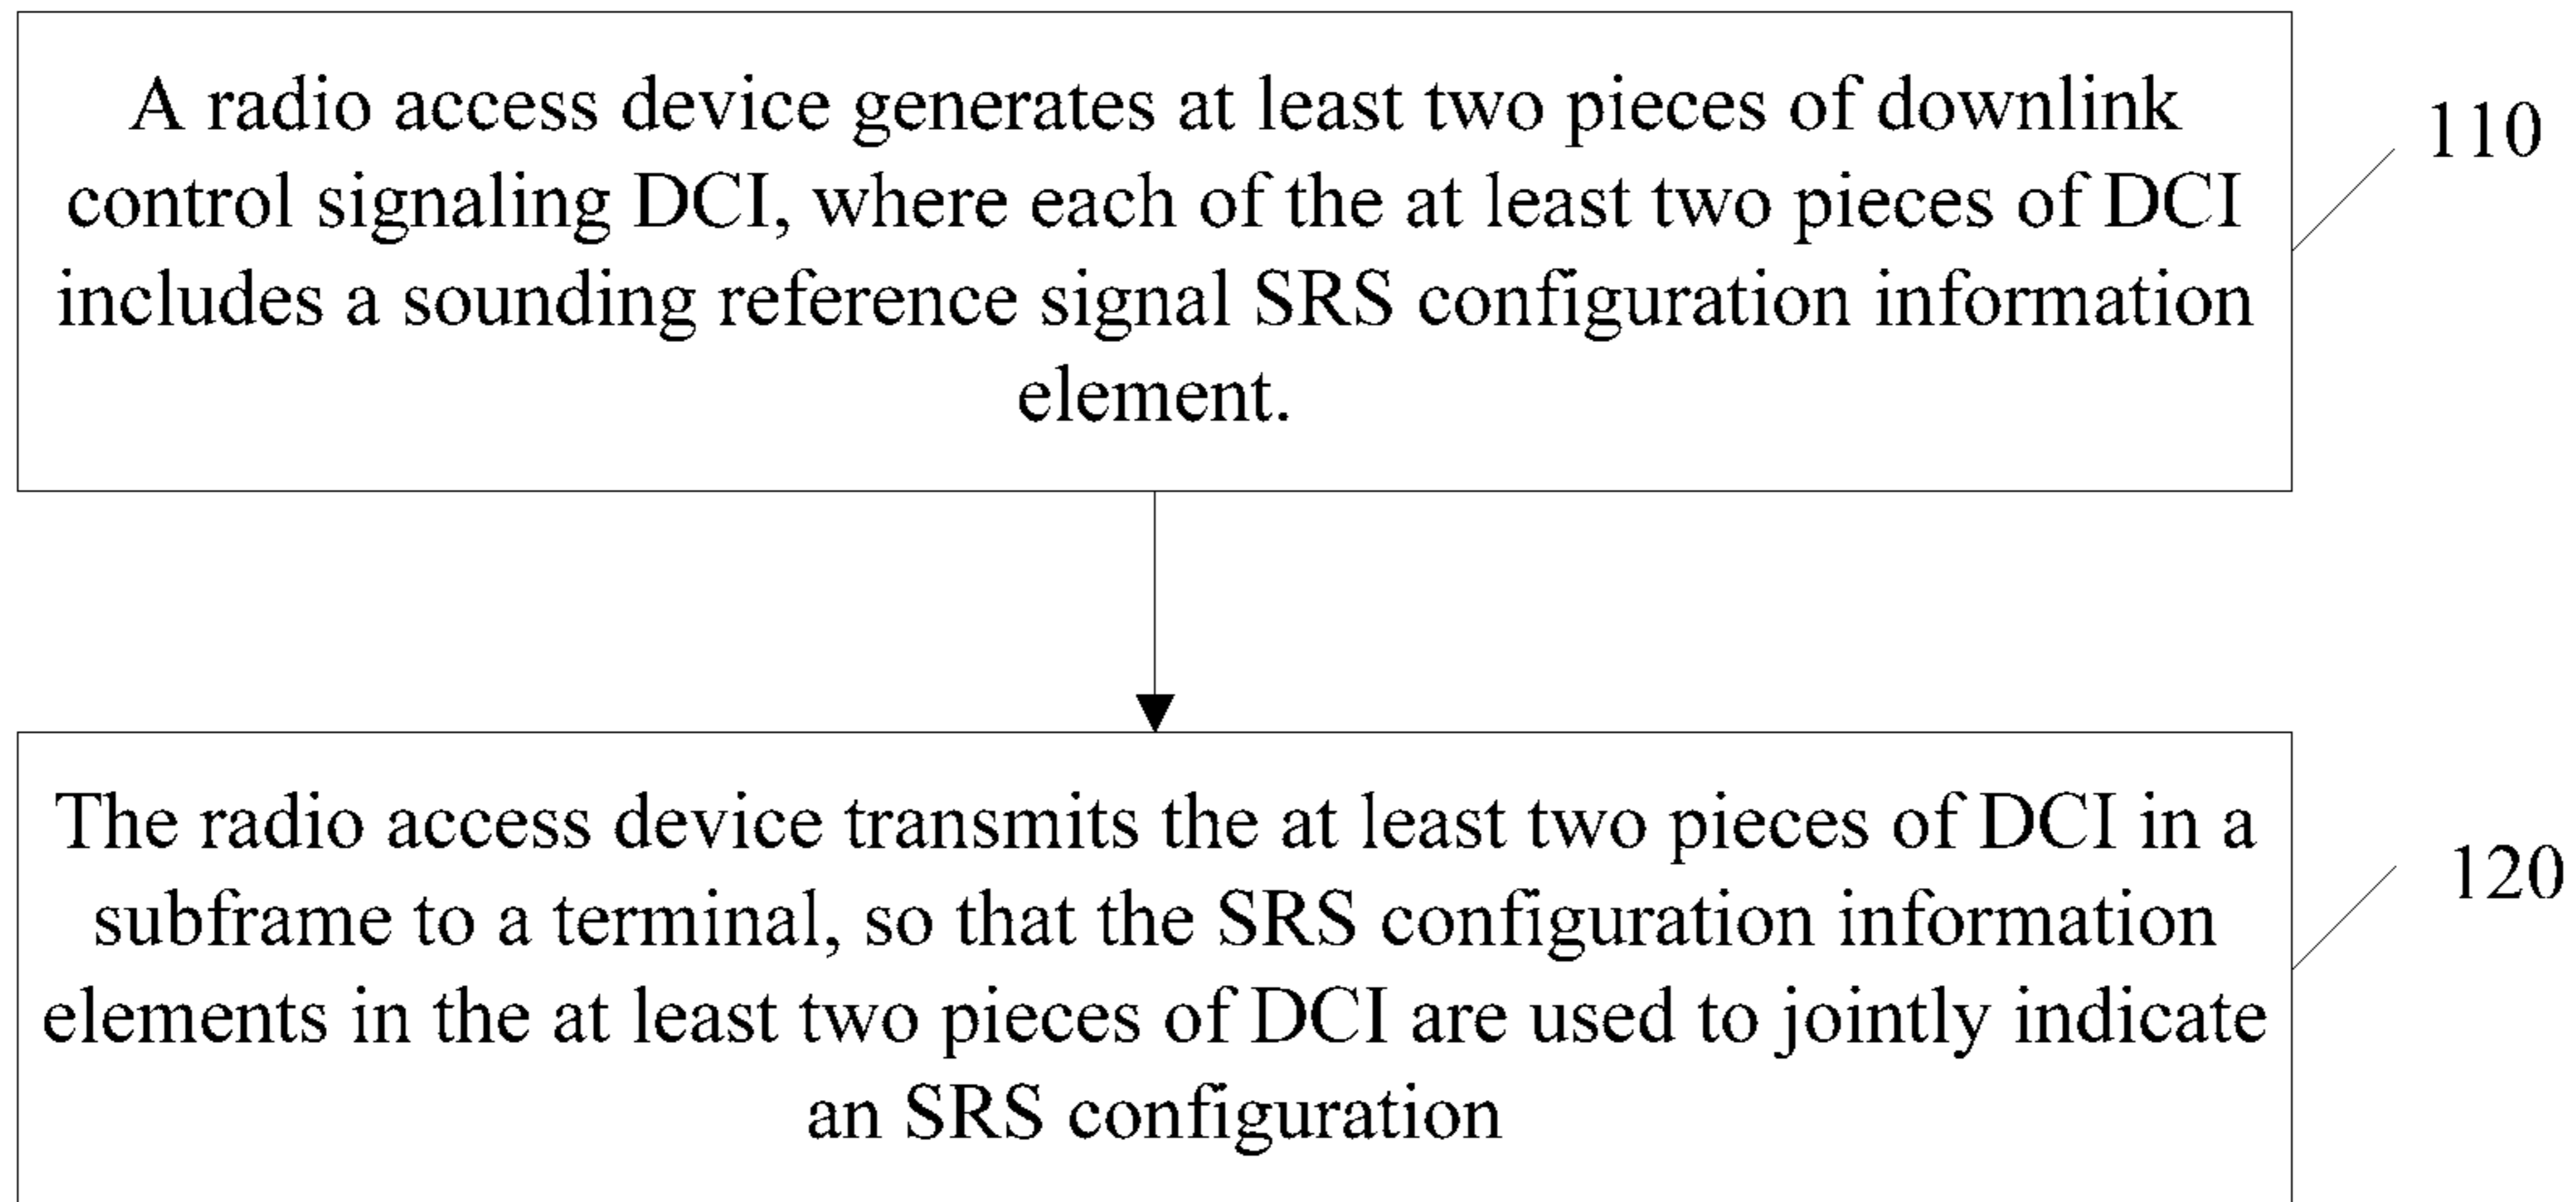 A radio access device generates at least two pieces of downlink
control signaling DCI, where each of the at least two pieces of DCI
includes a sounding reference signal SRS configuration information
element.
110
The radio access device transmits the at least two pieces of DCI in a
subframe to a terminal, so that the SRS configuration information
elements in the at least two pieces of DCI are used to jointly indicate
an SRS configuration
120